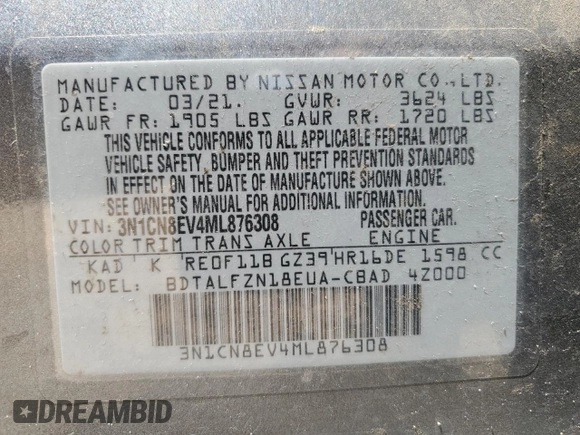 MANUFACTURED BY NISSAN MOTOR CO.,LTD.
DATE: 03/21. GVWR: 3624 LBS
GAWR FR: 1905 LBS GAWR RR: 1720 LBS
THIS VEHICLE CONFORMS TO ALL APPLICABLE FEDERAL MOTOR
VEHICLE SAFETY, BUMPER AND THEFT PREVENTION STANDARDS
IN EFFECT ON THE DATE OF MANUFACTURE SHOWN ABOVE.
SEE OWNER'S MANUAL FOR ADDITIONAL INFORMATION.
VIN: 3N1CN8EV4ML876308 PASSENGER CAR.
COLOR TRIM TRANS AXLE ENGINE
KAD K RE0F11B GZ39 HR16DE 1598 CC
MODEL: BDTALFZN18EUA-CBAD 4Z000
3N1CN8EV4ML876308
DREAMBID